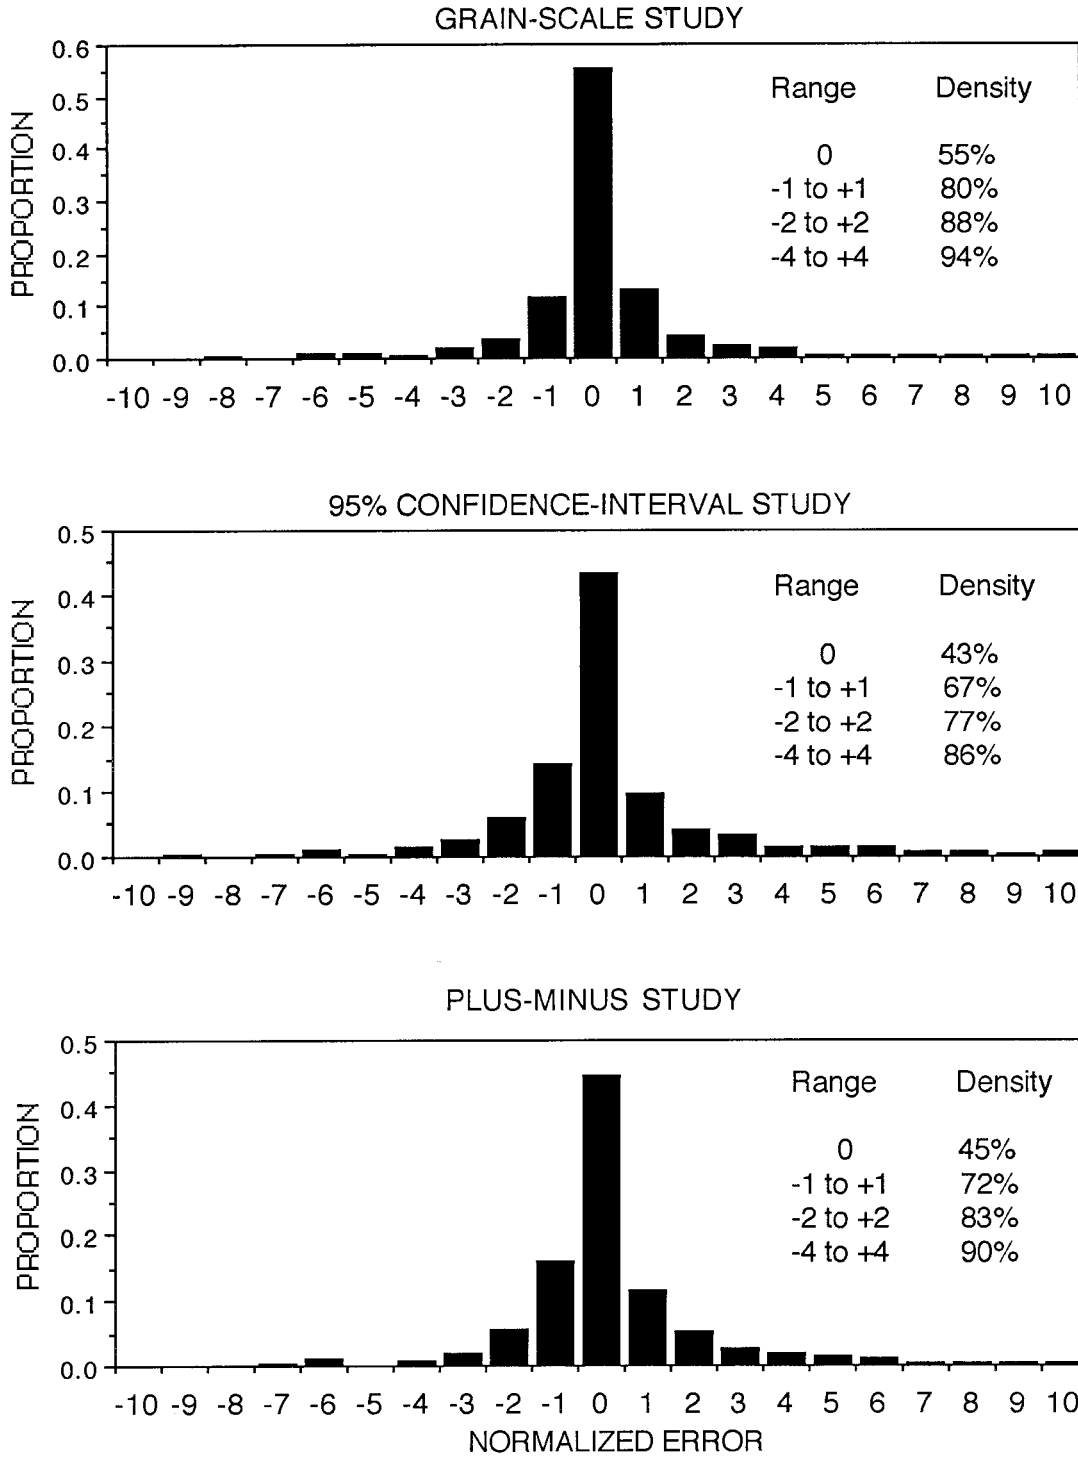 GRAIN-SCALE STUDY
0.6
0.5
0.4
0.3
0.2
0.1
0.0
PROPORTION
Range Density
0 55%
-1 to +1 80%
-2 to +2 88%
-4 to +4 94%
-10 -9 -8 -7 -6 -5 -4 -3 -2 -1 0 1 2 3 4 5 6 7 8 9 10
95% CONFIDENCE-INTERVAL STUDY
0.5
0.4
0.3
0.2
0.1
0.0
PROPORTION
Range Density
0 43%
-1 to +1 67%
-2 to +2 77%
-4 to +4 86%
-10 -9 -8 -7 -6 -5 -4 -3 -2 -1 0 1 2 3 4 5 6 7 8 9 10
PLUS-MINUS STUDY
0.5
0.4
0.3
0.2
0.1
0.0
PROPORTION
Range Density
0 45%
-1 to +1 72%
-2 to +2 83%
-4 to +4 90%
-10 -9 -8 -7 -6 -5 -4 -3 -2 -1 0 1 2 3 4 5 6 7 8 9 10
NORMALIZED ERROR